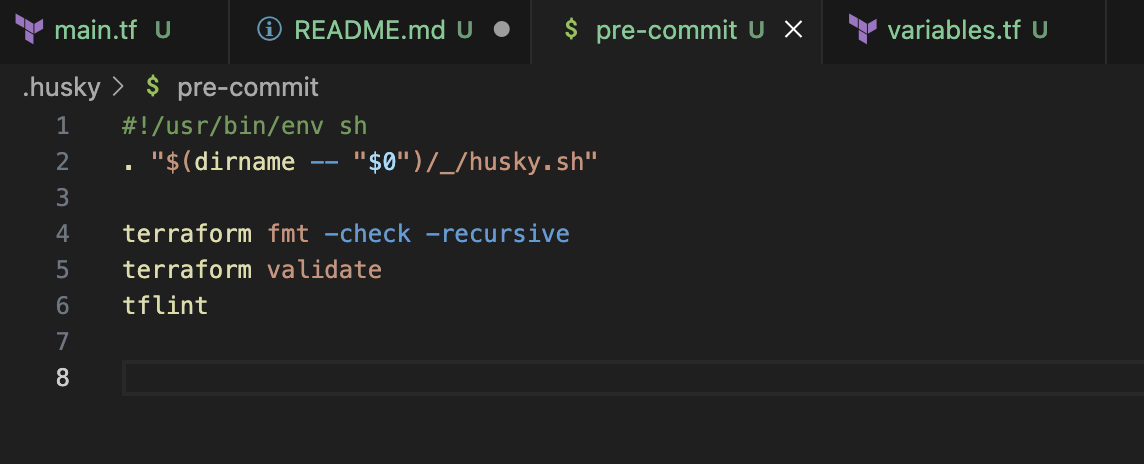 main.tf U README.md U pre-commit U variables.tf U
.husky > $ pre-commit
1 #!/usr/bin/env sh
2 . "$(dirname -- "$0")/_/husky.sh"
3
4 terraform fmt -check -recursive
5 terraform validate
6 tflint
7
8